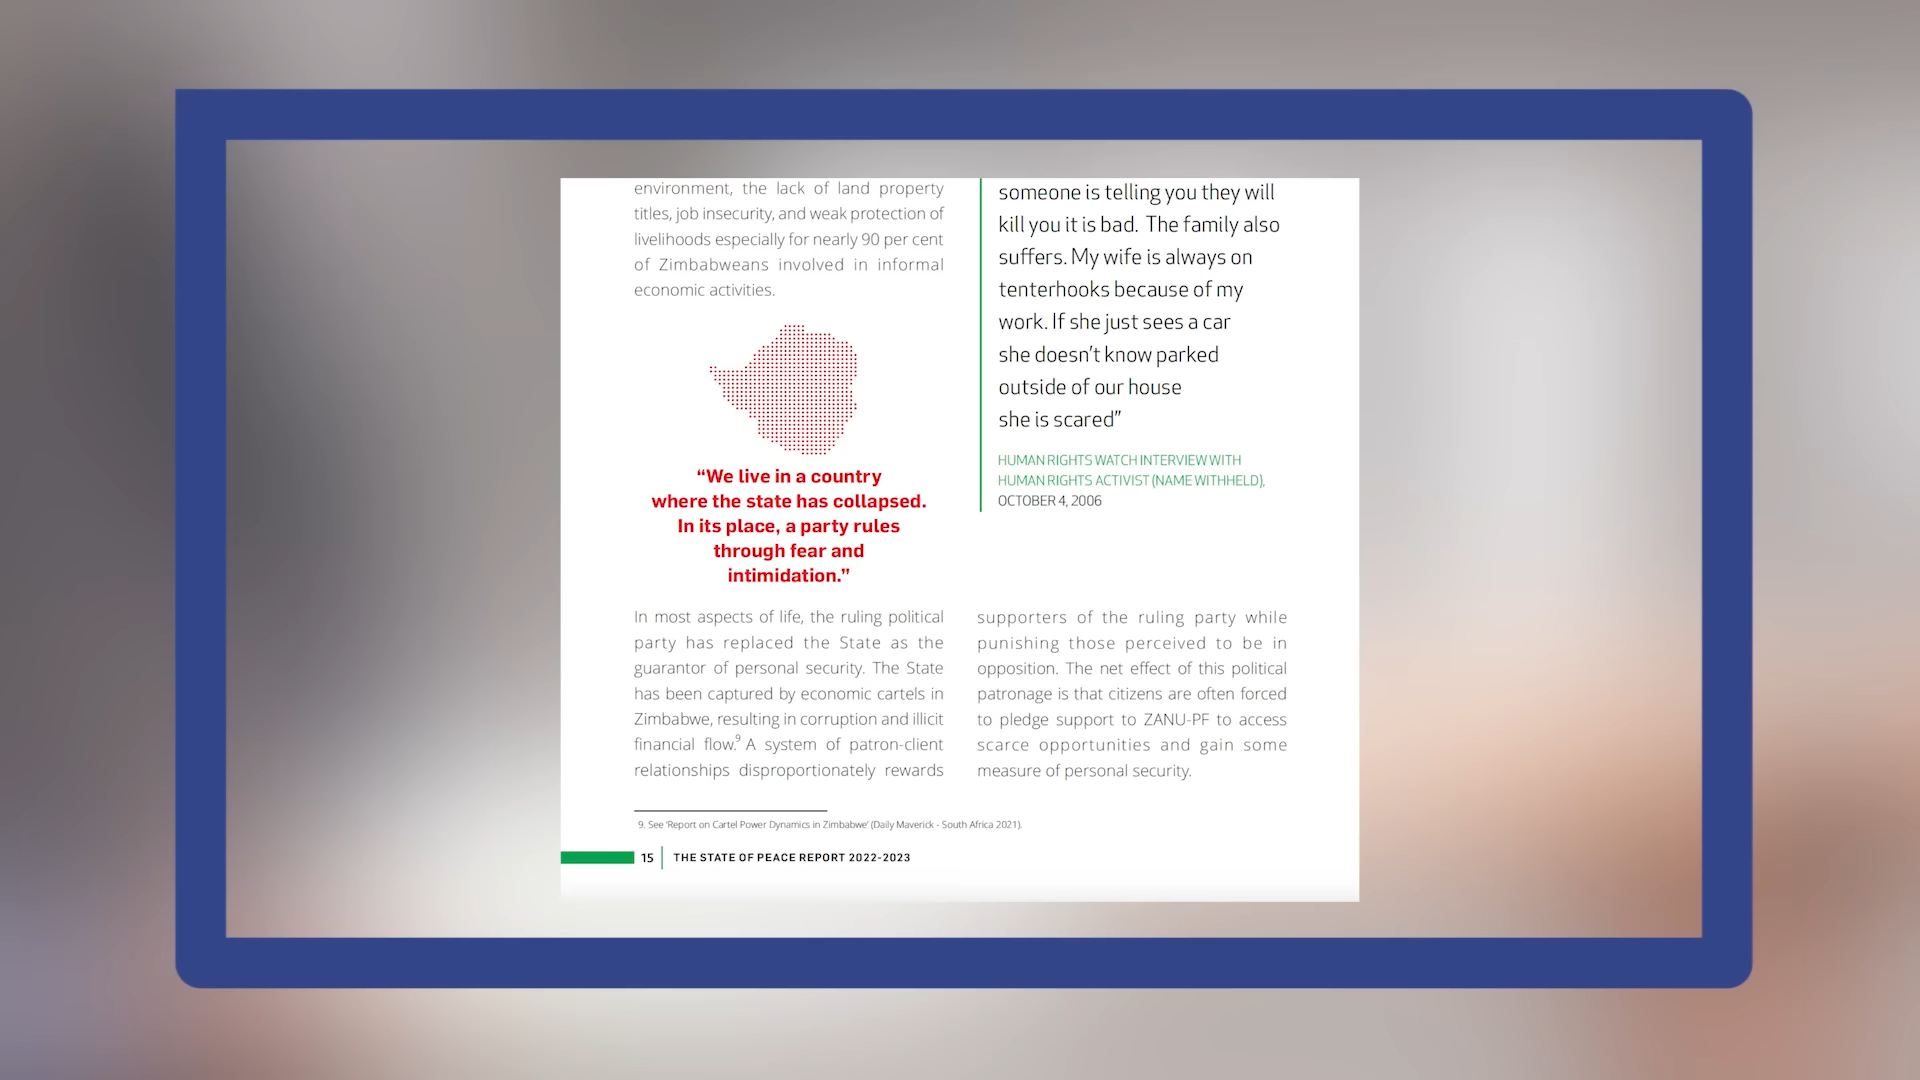 environment, the lack of land property
titles, job insecurity, and weak protection of
livelihoods especially for nearly 90 per cent
of Zimbabweans involved in informal
economic activities.
“We live in a country
where the state has collapsed.
In its place, a party rules
through fear and
intimidation.”
someone is telling you they will
kill you it is bad. The family also
suffers. My wife is always on
tenterhooks because of my
work. If she just sees a car
she doesn’t know parked
outside of our house
she is scared”
HUMAN RIGHTS WATCH INTERVIEW WITH
HUMAN RIGHTS ACTIVIST (NAME WITHHELD),
OCTOBER 4, 2006
In most aspects of life, the ruling political
party has replaced the State as the
guarantor of personal security. The State
has been captured by economic cartels in
Zimbabwe, resulting in corruption and illicit
financial flow.9 A system of patron-client
relationships disproportionately rewards
supporters of the ruling party while
punishing those perceived to be in
opposition. The net effect of this political
patronage is that citizens are often forced
to pledge support to ZANU-PF to access
scarce opportunities and gain some
measure of personal security.
9. See ‘Report on Cartel Power Dynamics in Zimbabwe’ (Daily Maverick - South Africa 2021).
15 THE STATE OF PEACE REPORT 2022-2023